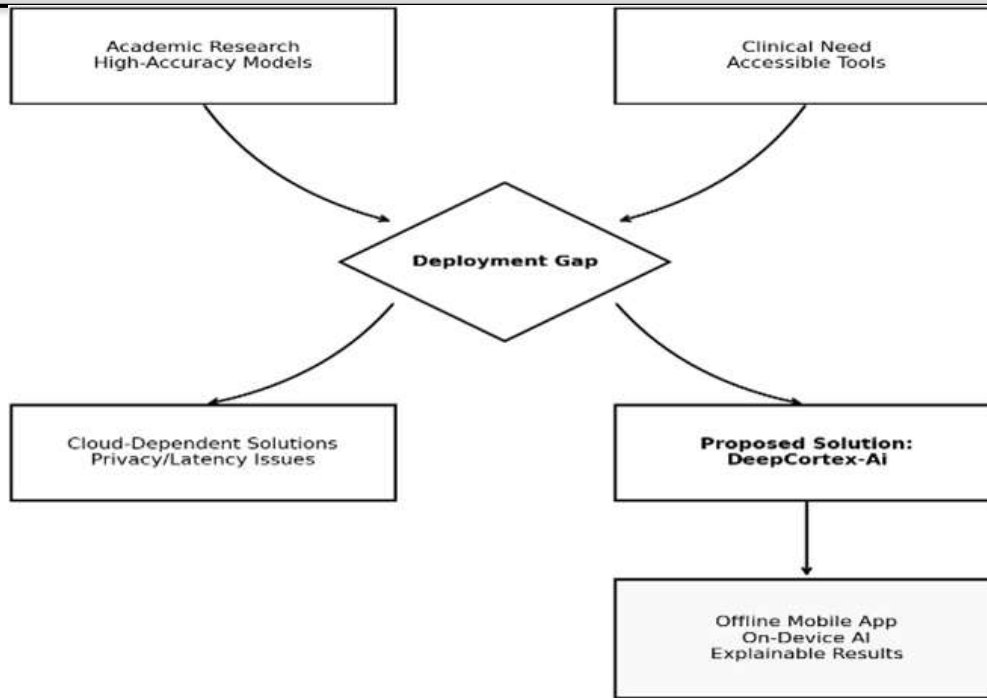 Academic Research
High-Accuracy Models
Clinical Need
Accessible Tools
Deployment Gap
Cloud-Dependent Solutions
Privacy/Latency Issues
Proposed Solution:
DeepCortex-Ai
Offline Mobile App
On-Device AI
Explainable Results